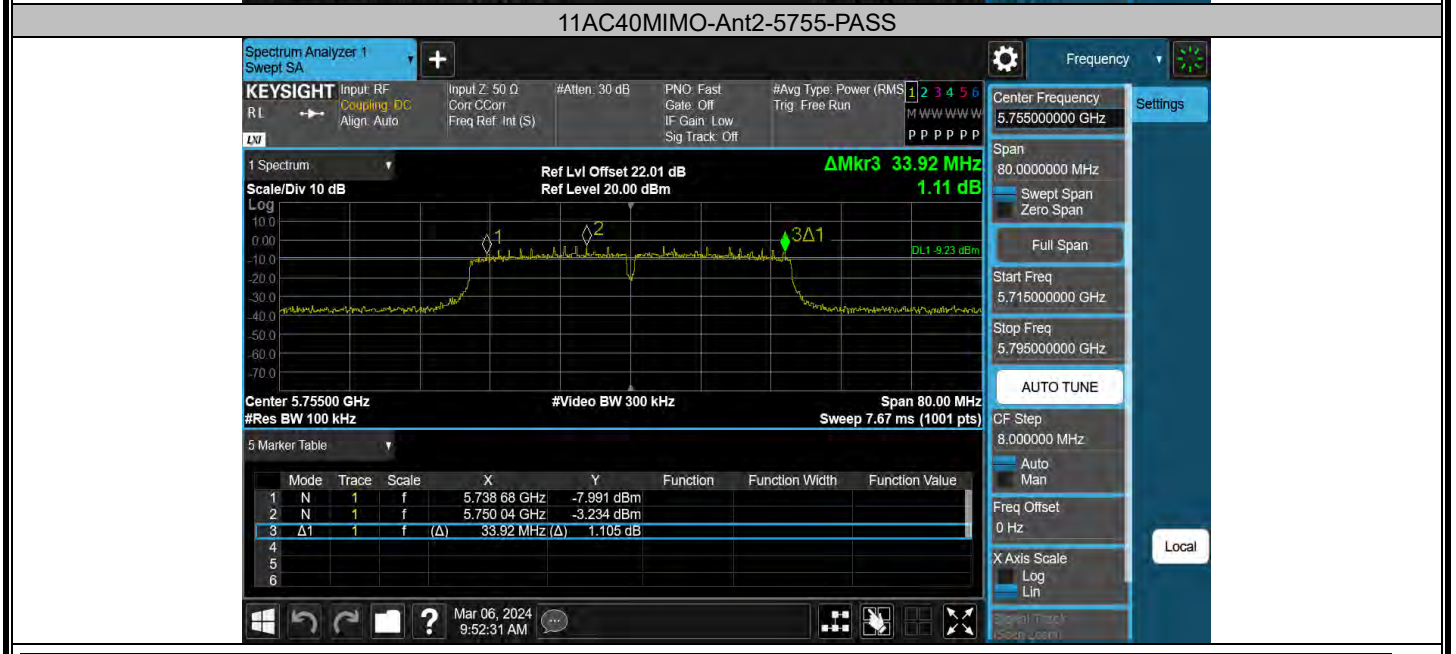 11AC40MIMO-Ant2-5755-PASS
Spectrum Analyzer 1
Swept SA
+
Frequency
KEYSIGHT
RL
LXI
Input: RF
Coupling: DC
Align: Auto
Input Z: 50 Ω
Corr CCorr
Freq Ref: Int (S)
#Atten: 30 dB
PNO: Fast
Gate: Off
IF Gain: Low
Sig Track: Off
#Avg Type: Power (RMS
Trig: Free Run
1 2 3 4 5 6
M W W W W W
P P P P P P
Center Frequency
5.755000000 GHz
Settings
1 Spectrum
Scale/Div 10 dB
Ref Lvl Offset 22.01 dB
Ref Level 20.00 dBm
ΔMkr3 33.92 MHz
1.11 dB
Span
80.0000000 MHz
Swept Span
Zero Span
Log
10.0
0.00
-10.0
-20.0
-30.0
-40.0
-50.0
-60.0
-70.0
1
2
3Δ1
DL1 -9.23 dBm
Full Span
Start Freq
5.715000000 GHz
Stop Freq
5.795000000 GHz
AUTO TUNE
Center 5.75500 GHz
#Res BW 100 kHz
#Video BW 300 kHz
Span 80.00 MHz
Sweep 7.67 ms (1001 pts)
CF Step
8.000000 MHz
Auto
Man
5 Marker Table
Mode Trace Scale X Y Function Function Width Function Value
1 N 1 f 5.738 68 GHz -7.991 dBm
2 N 1 f 5.750 04 GHz -3.234 dBm
3 Δ1 1 f (Δ) 33.92 MHz (Δ) 1.105 dB
4
5
6
Freq Offset
0 Hz
X Axis Scale
Log
Lin
Local
Signal Track
(Span Zoom)
?
Mar 06, 2024
9:52:31 AM